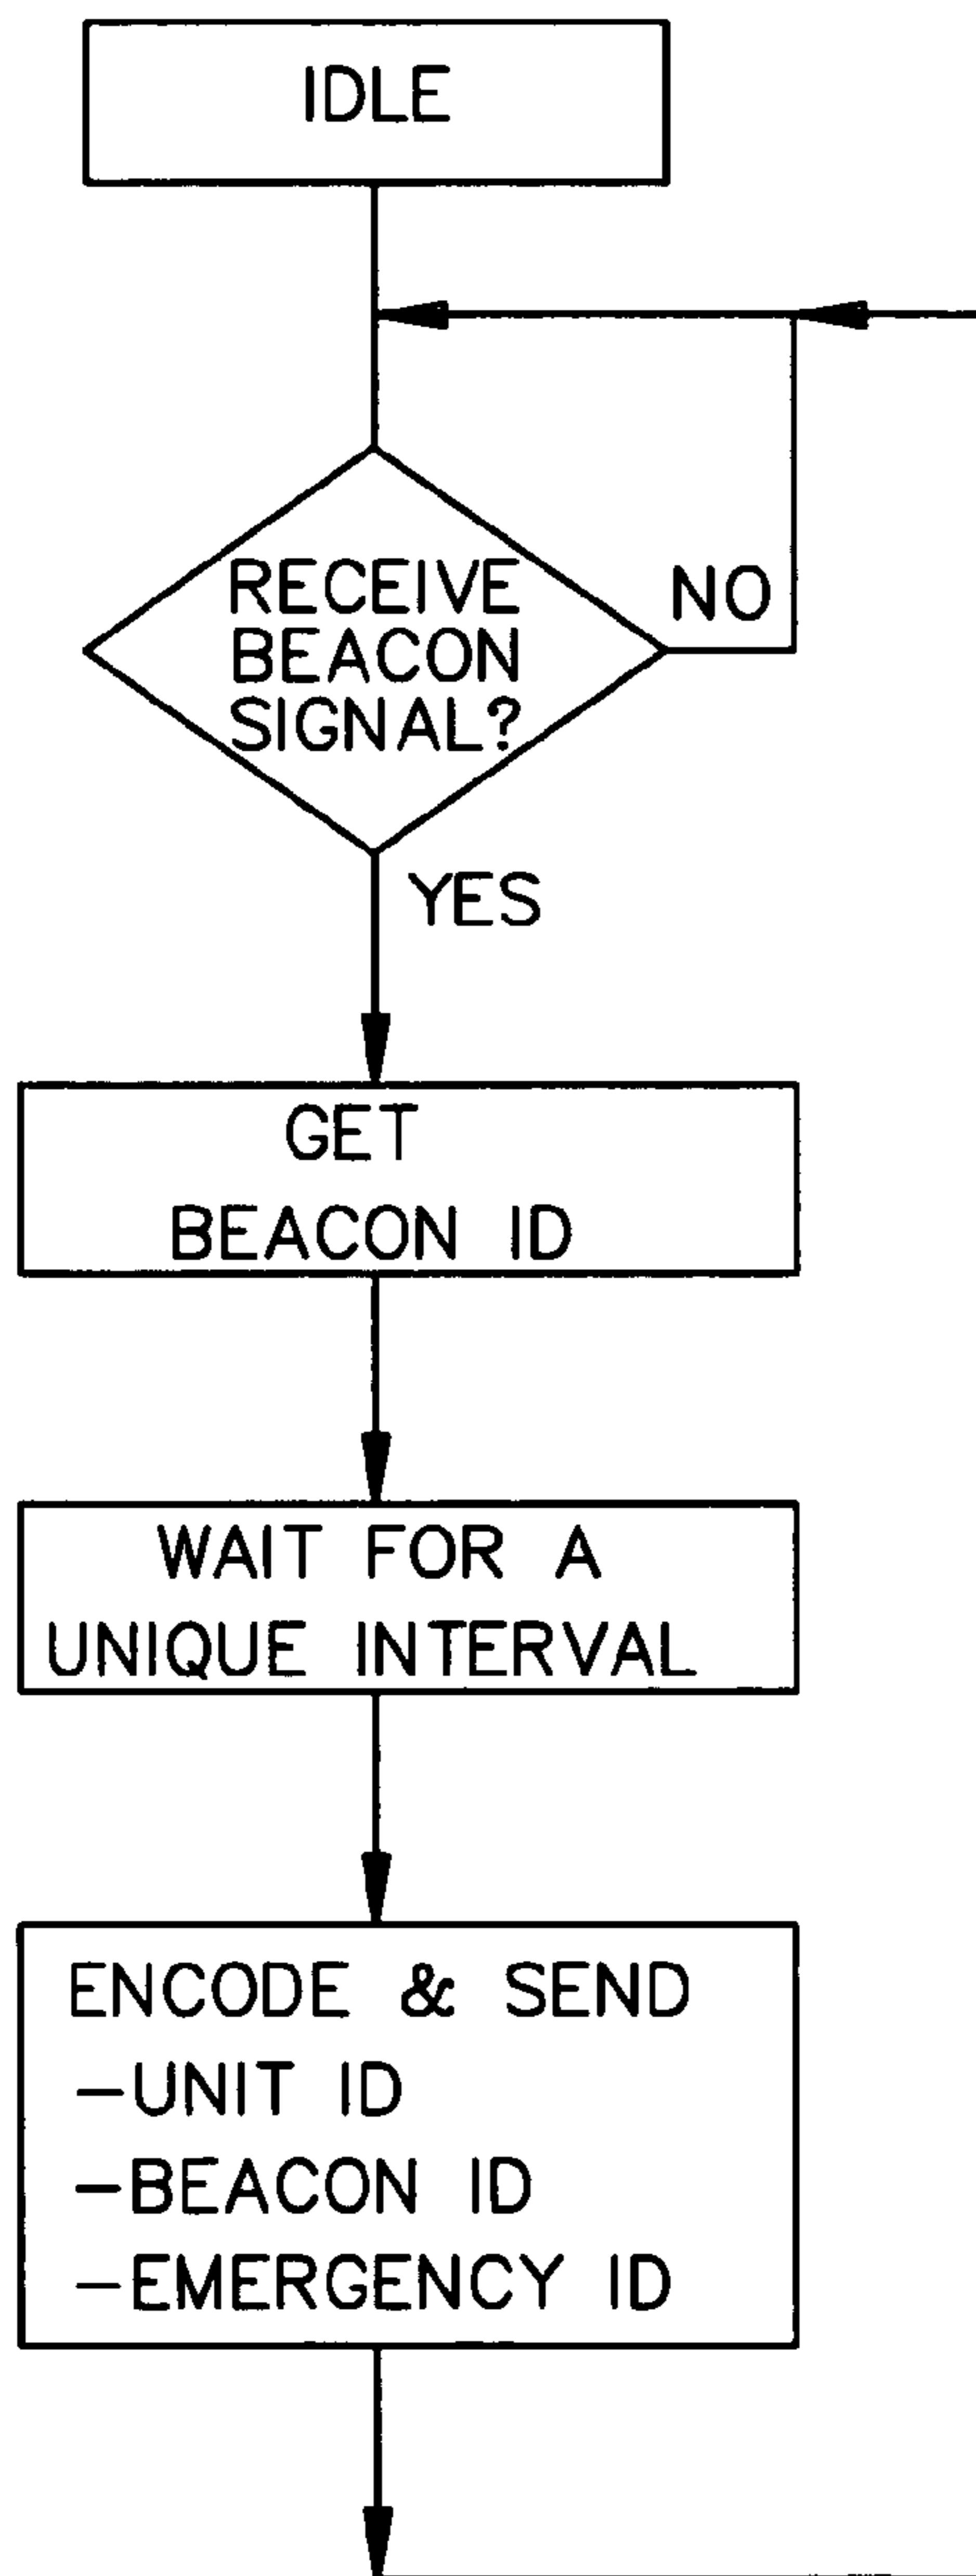 IDLE
RECEIVE
BEACON
SIGNAL?
NO
YES
GET
BEACON ID
WAIT FOR A
UNIQUE INTERVAL
ENCODE & SEND
-UNIT ID
-BEACON ID
-EMERGENCY ID